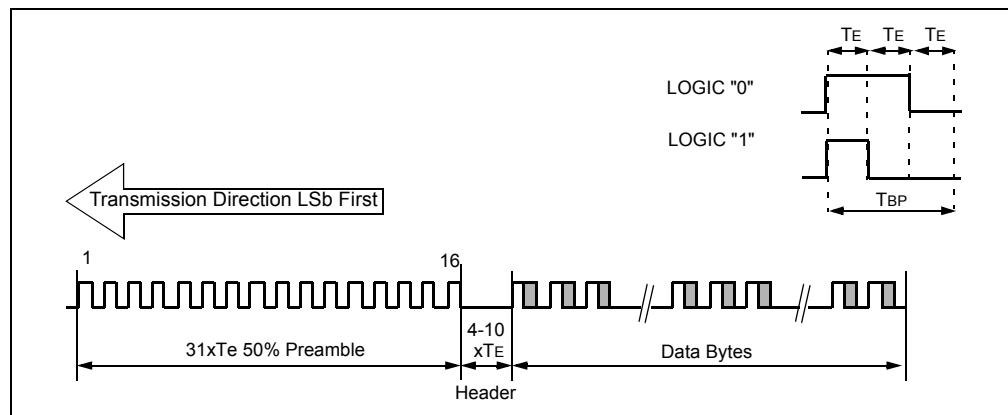 TE TE TE
LOGIC "0"
LOGIC "1"
TBP
Transmission Direction LSb First
1 16
4-10
xTE
31xTe 50% Preamble
Data Bytes
Header